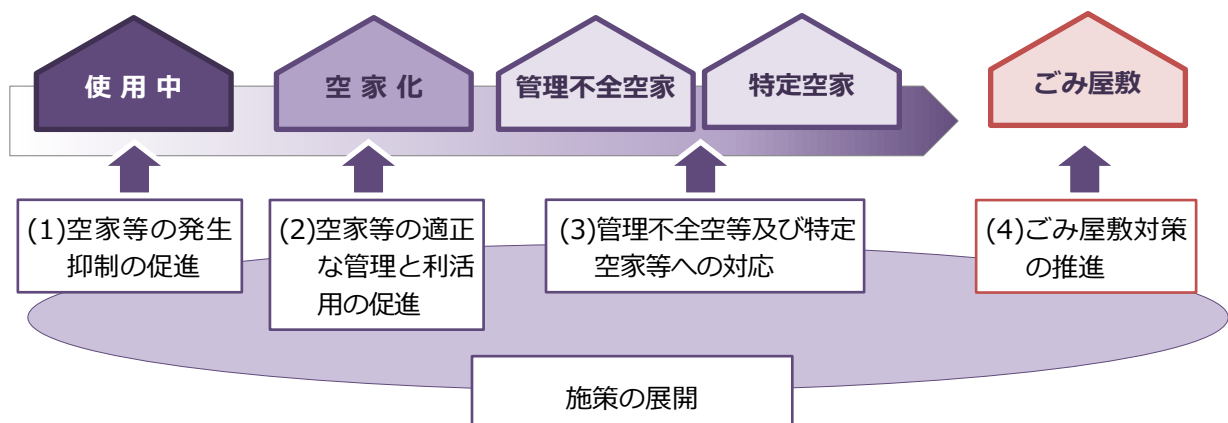 使用中
空家化
管理不全空家
特定空家
ごみ屋敷
(1)空家等の発生
抑制の促進
(2)空家等の適正
な管理と利活
用の促進
(3)管理不全空等及び特定
空家等への対応
(4)ごみ屋敷対策
の推進
施策の展開